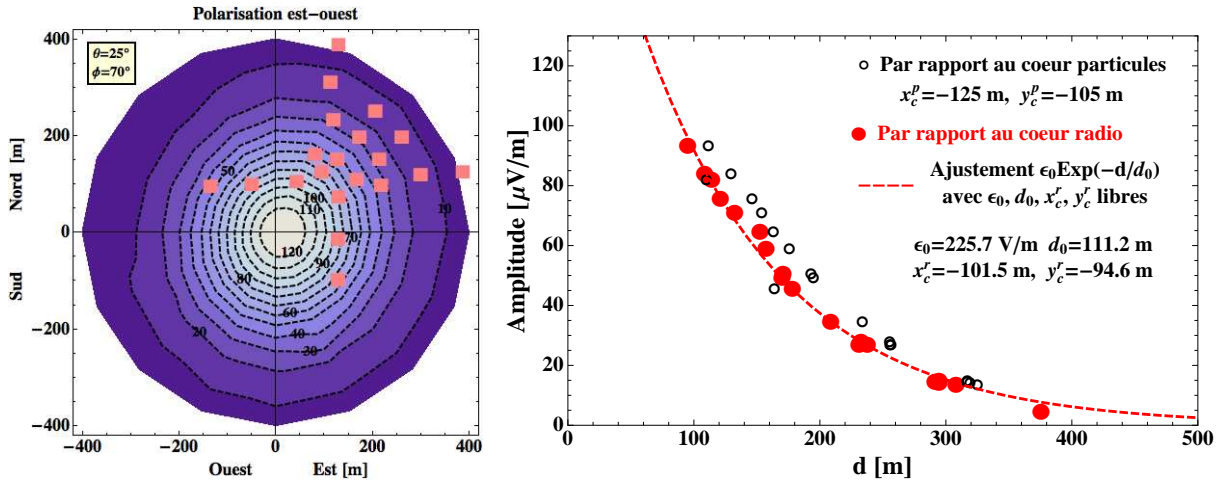 Polarisation est-ouest
θ=25°
ϕ=70°
400
200
0
-200
-400
Nord [m]
Sud
50
100
110
10
70
120
90
80
60
40
20
30
-400 -200 0 200 400
Ouest Est [m]
120
100
80
60
40
20
0
Amplitude [μV/m]
Par rapport au coeur particules
x_c^p=-125 m, y_c^p=-105 m
Par rapport au coeur radio
Ajustement ϵ₀Exp(-d/d₀)
avec ϵ₀, d₀, x_c^r, y_c^r libres
ϵ₀=225.7 V/m d₀=111.2 m
x_c^r=-101.5 m, y_c^r=-94.6 m
0 100 200 300 400 500
d [m]